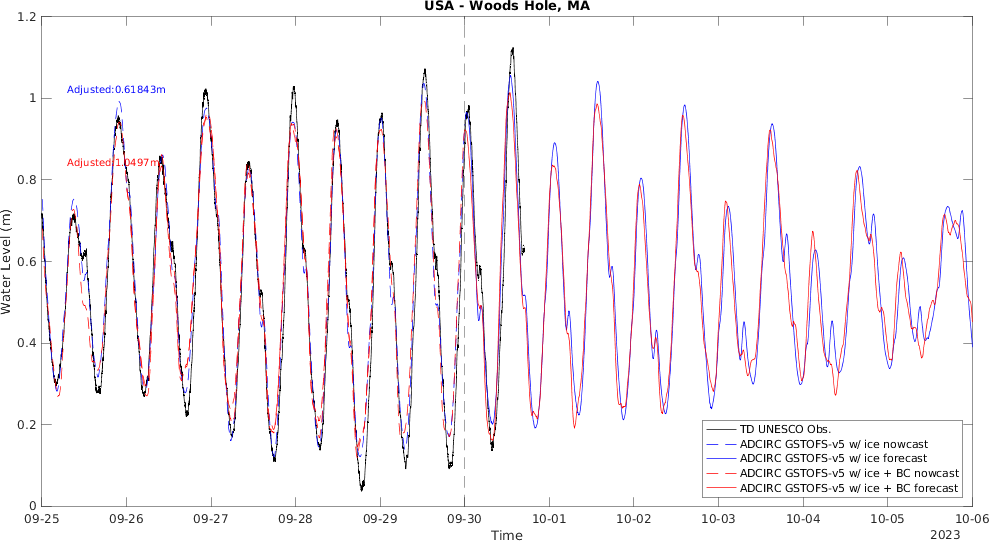 USA - Woods Hole, MA
1.2
1
0.8
0.6
0.4
0.2
0
Water Level (m)
Adjusted:0.61843m
Adjusted:1.0497m
TD UNESCO Obs.
ADCIRC GSTOFS-v5 w/ ice nowcast
ADCIRC GSTOFS-v5 w/ ice forecast
ADCIRC GSTOFS-v5 w/ ice + BC nowcast
ADCIRC GSTOFS-v5 w/ ice + BC forecast
09-25 09-26 09-27 09-28 09-29 09-30 10-01 10-02 10-03 10-04 10-05 10-06
Time
2023